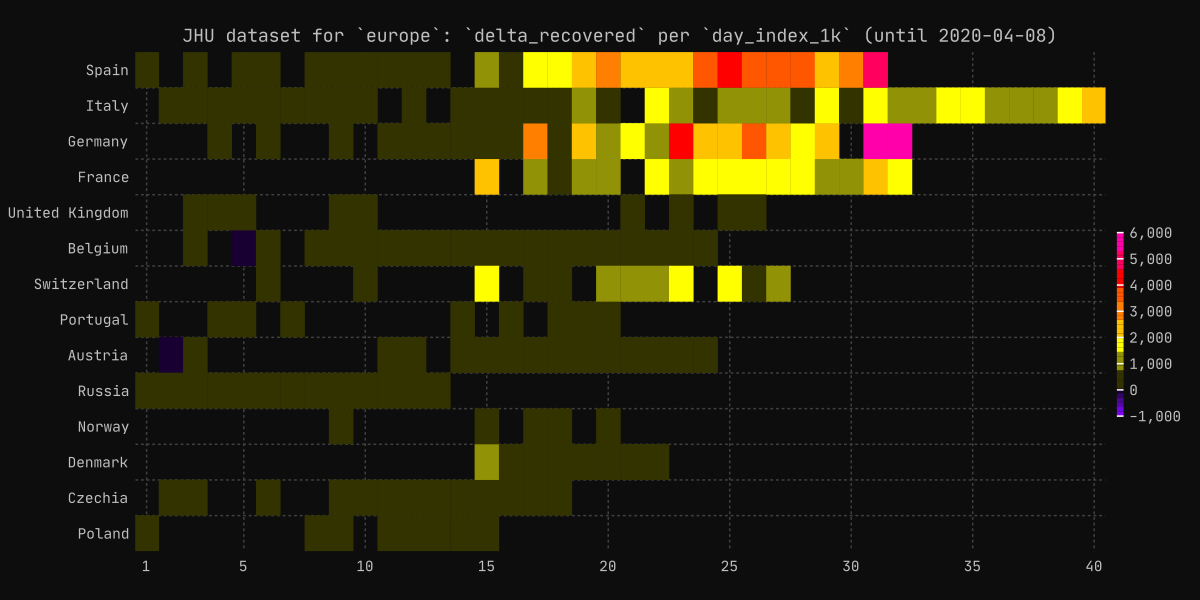 JHU dataset for `europe`: `delta_recovered` per `day_index_1k` (until 2020-04-08)
Spain
Italy
Germany
France
United Kingdom
Belgium
Switzerland
Portugal
Austria
Russia
Norway
Denmark
Czechia
Poland
1 5 10 15 20 25 30 35 40
6,000
5,000
4,000
3,000
2,000
1,000
0
−1,000